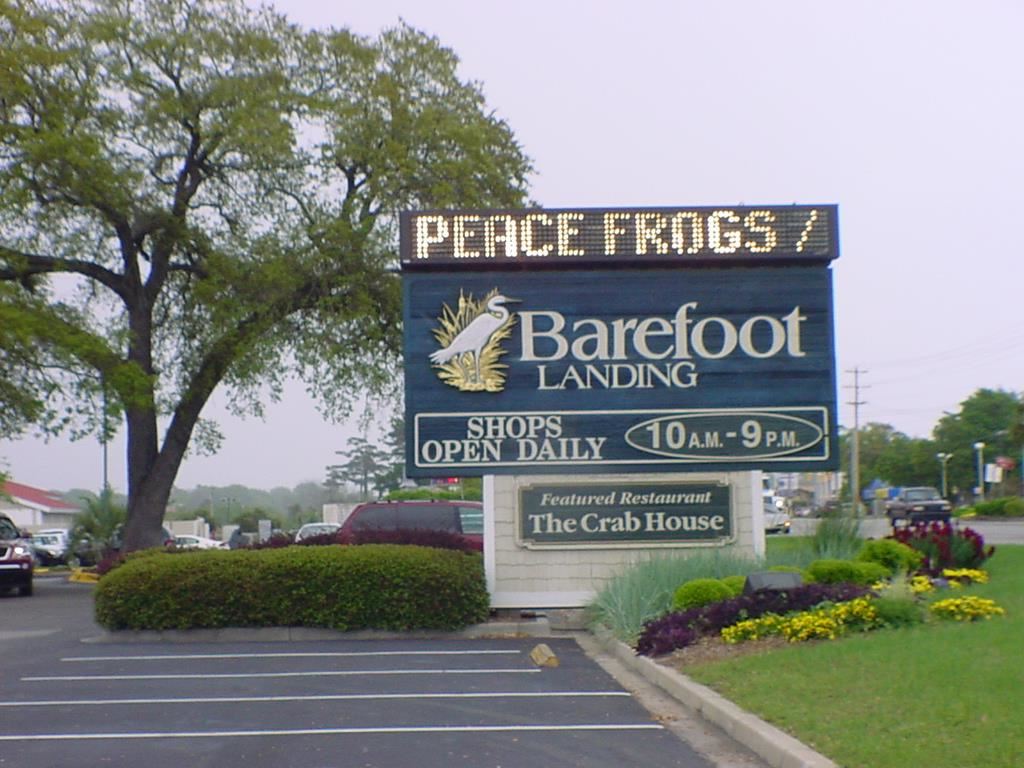 PEACE FROGS /
Barefoot
LANDING
SHOPS
OPEN DAILY
10 A.M. - 9 P.M.
Featured Restaurant
The Crab House